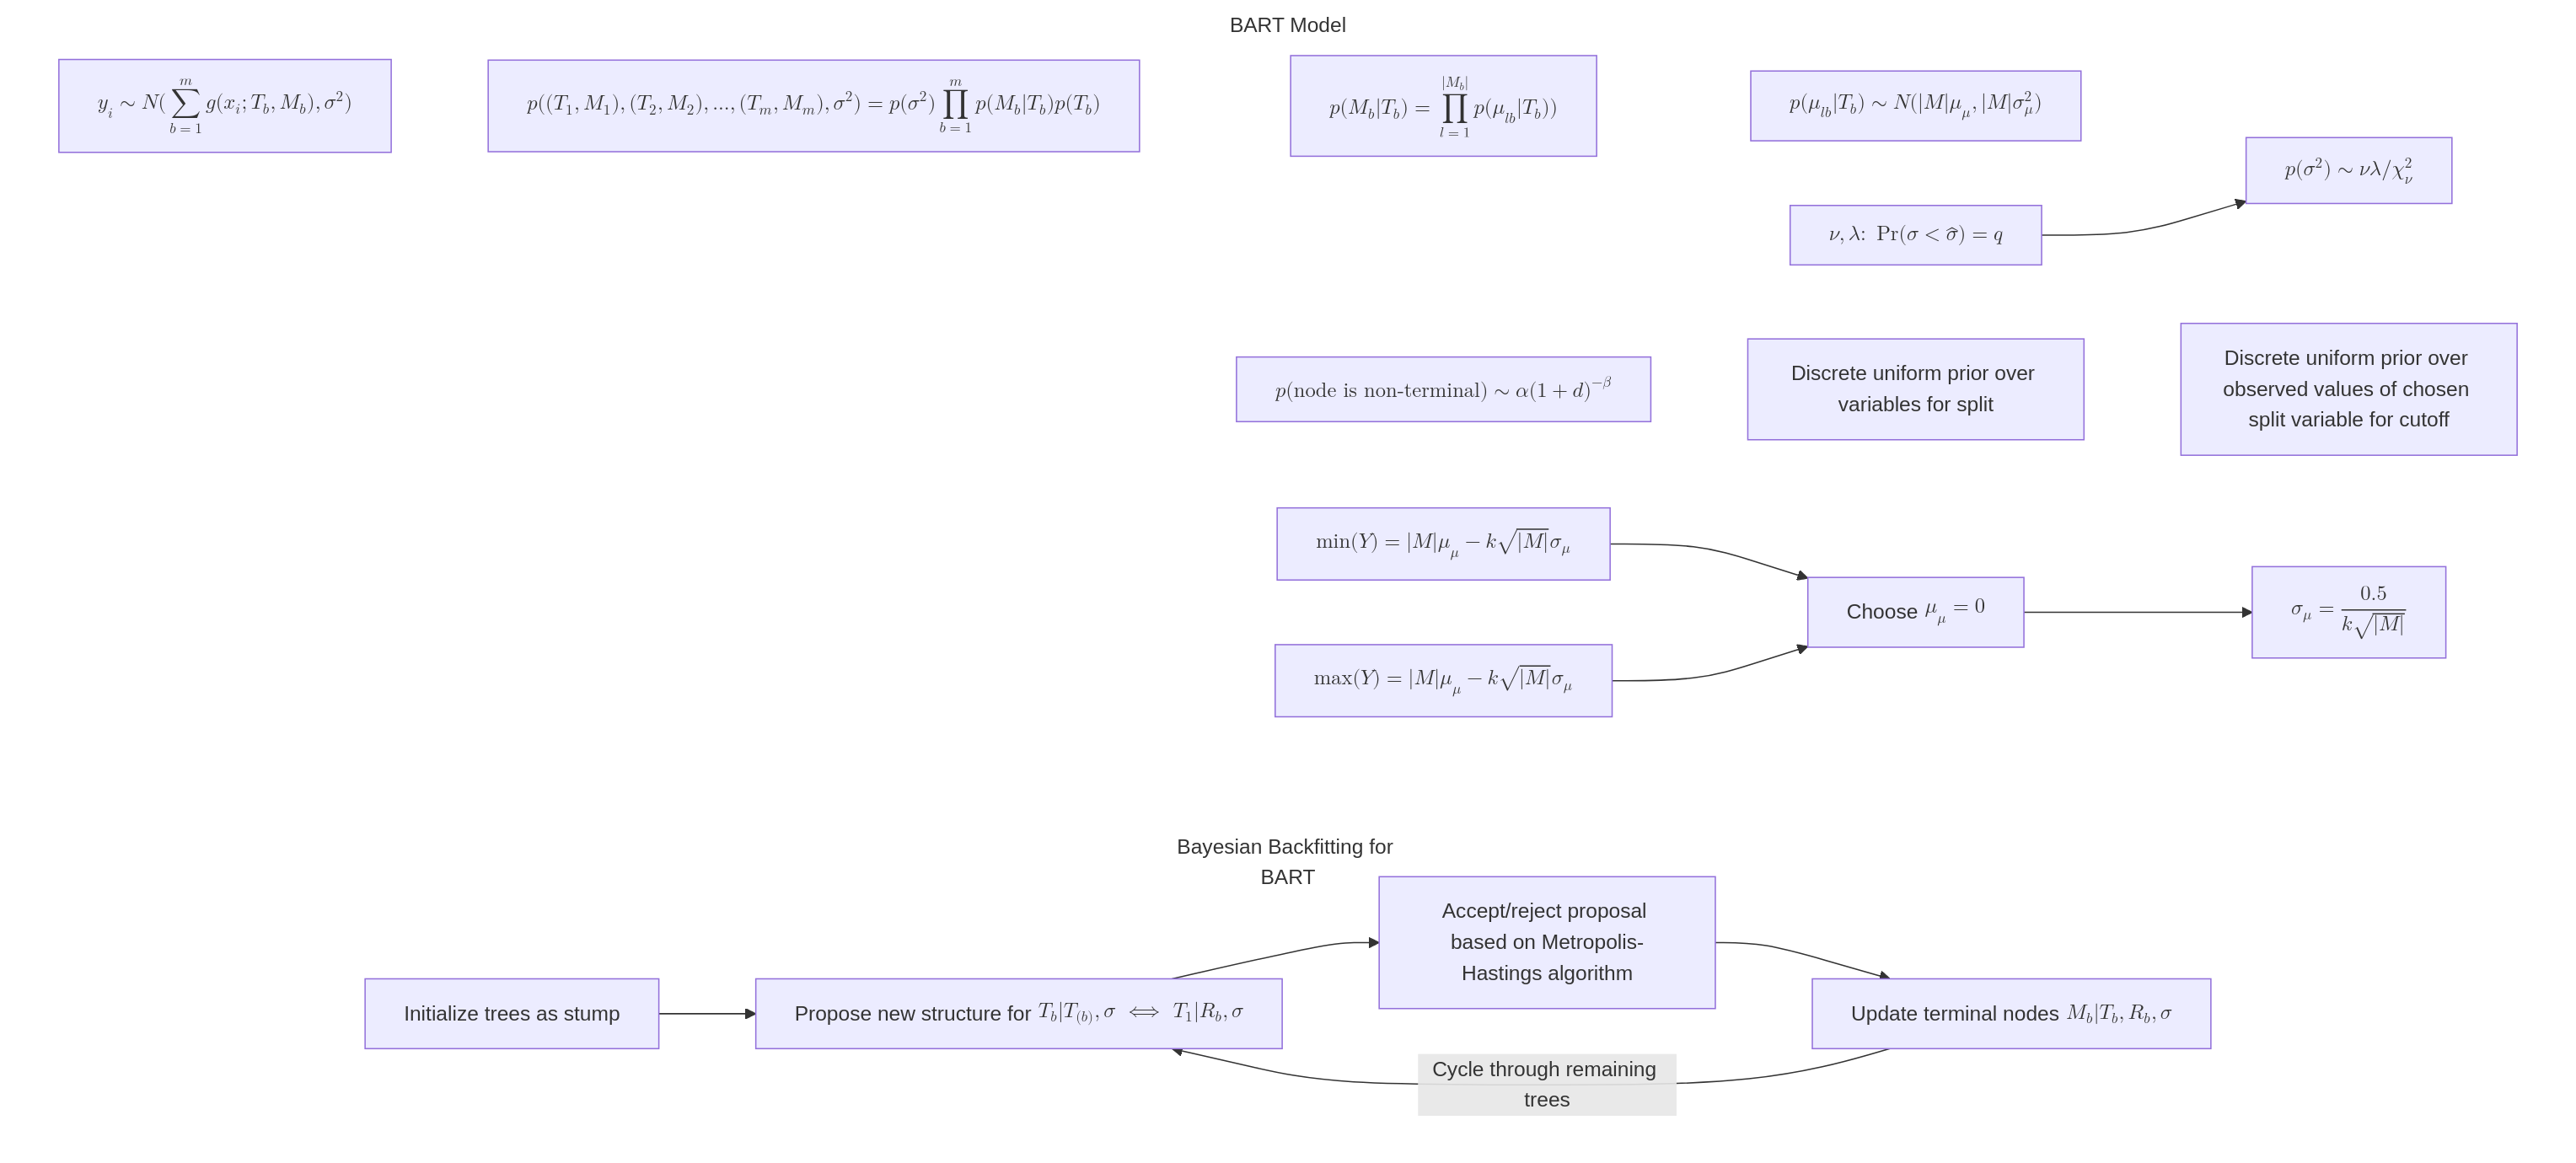 BART Model
$y_i \sim N(\sum_{b=1}^{m} g(x_i; T_b, M_b), \sigma^2)$
$p((T_1, M_1), (T_2, M_2), ..., (T_m, M_m), \sigma^2) = p(\sigma^2) \prod_{b=1}^{m} p(M_b|T_b)p(T_b)$
$p(M_b|T_b) = \prod_{l=1}^{|M_b|} p(\mu_{lb}|T_b))$
$p(\mu_{lb}|T_b) \sim N(|M|\mu_\mu, |M|\sigma_\mu^2)$
$p(\sigma^2) \sim \nu\lambda/\chi_\nu^2$
$\nu, \lambda: \Pr(\sigma < \widehat{\sigma}) = q$
$p(\text{node is non-terminal}) \sim \alpha(1 + d)^{-\beta}$
Discrete uniform prior over
variables for split
Discrete uniform prior over
observed values of chosen
split variable for cutoff
$\min(Y) = |M|\mu_\mu - k\sqrt{|M|}\sigma_\mu$
$\max(Y) = |M|\mu_\mu - k\sqrt{|M|}\sigma_\mu$
Choose $\mu_\mu = 0$
$\sigma_\mu = \frac{0.5}{k\sqrt{|M|}}$
Bayesian Backfitting for
BART
Initialize trees as stump
Propose new structure for $T_b|T_{(b)}, \sigma \iff T_1|R_b, \sigma$
Accept/reject proposal
based on Metropolis-
Hastings algorithm
Update terminal nodes $M_b|T_b, R_b, \sigma$
Cycle through remaining
trees